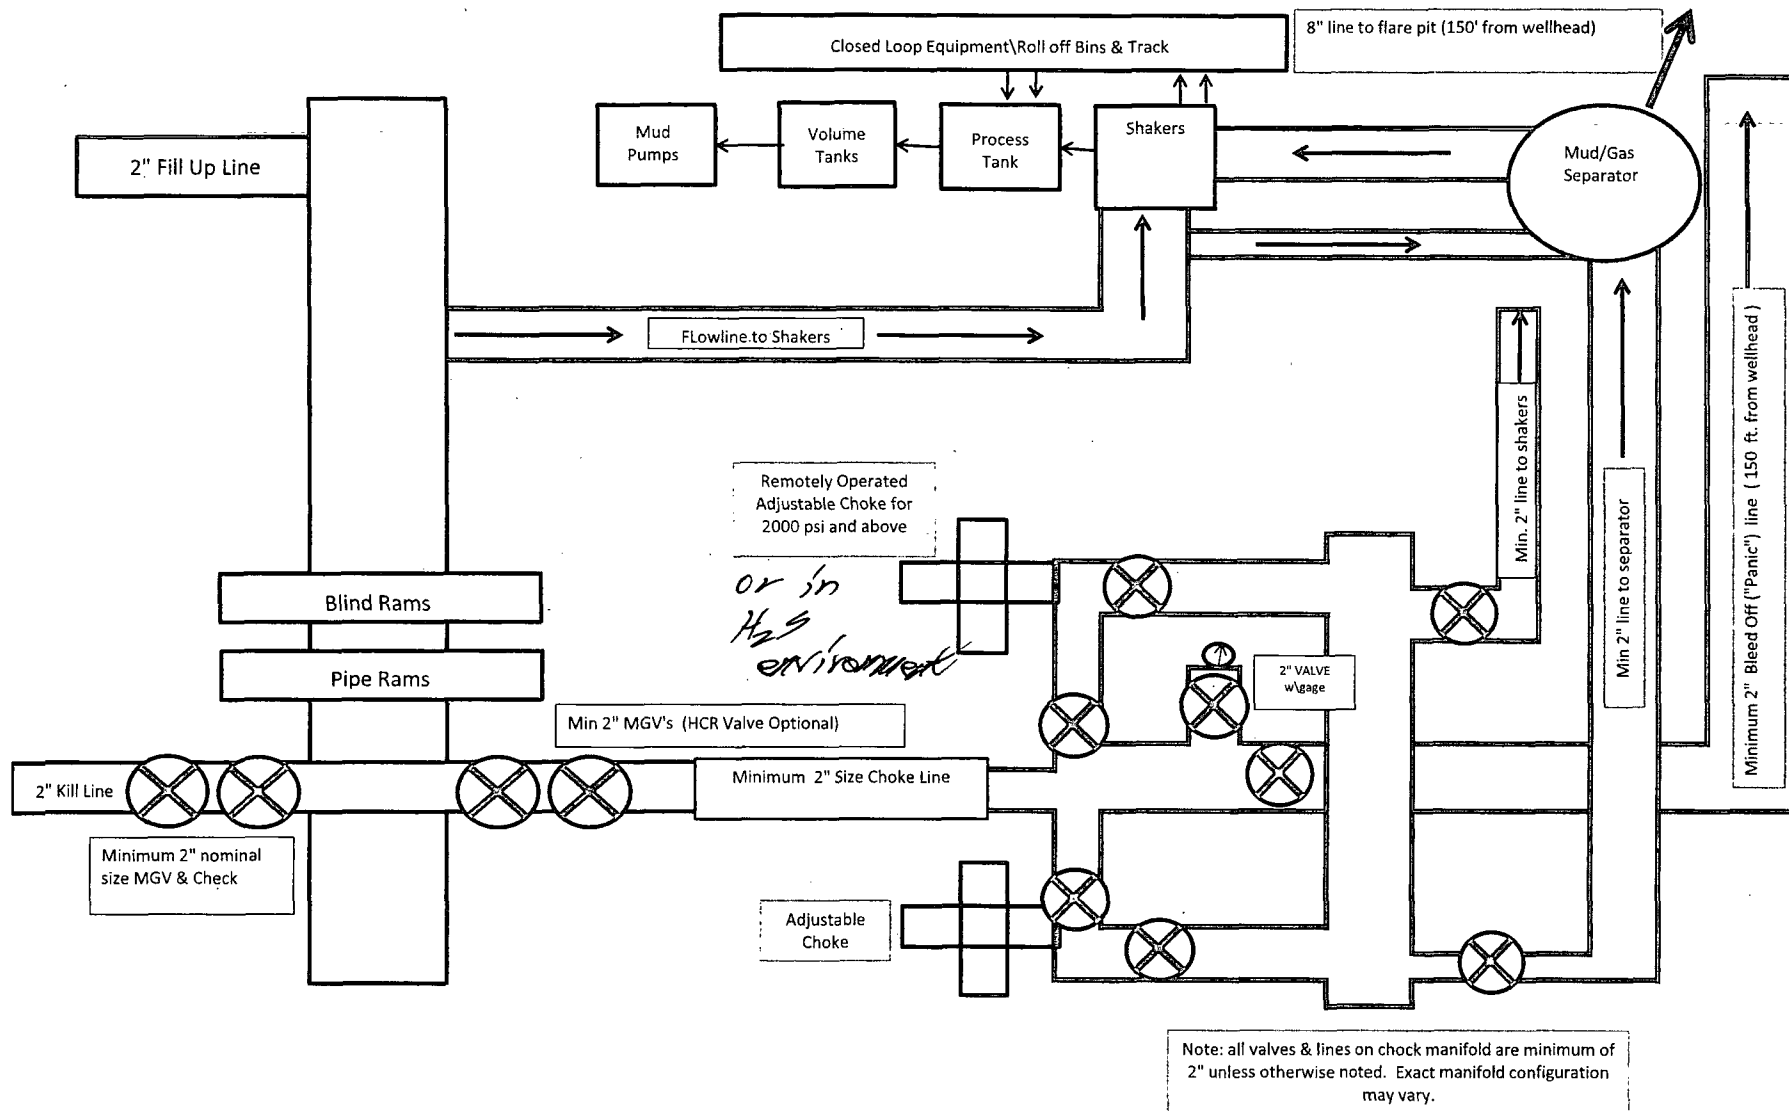 Closed Loop Equipment\Roll off Bins & Track
8" line to flare pit (150' from wellhead)
Mud
Pumps
Volume
Tanks
Process
Tank
Shakers
Mud/Gas
Separator
2" Fill Up Line
FLowline to Shakers
Min. 2" line to shakers
Min 2" line to separator
Minimum 2" Bleed Off ("Panic") line ( 150 ft. from wellhead )
Remotely Operated
Adjustable Choke for
2000 psi and above
or in
H2S
environment
Blind Rams
Pipe Rams
2" VALVE
w\gage
Min 2" MGV's (HCR Valve Optional)
2" Kill Line
Minimum 2" Size Choke Line
Minimum 2" nominal
size MGV & Check
Adjustable
Choke
Note: all valves & lines on chock manifold are minimum of
2" unless otherwise noted. Exact manifold configuration
may vary.